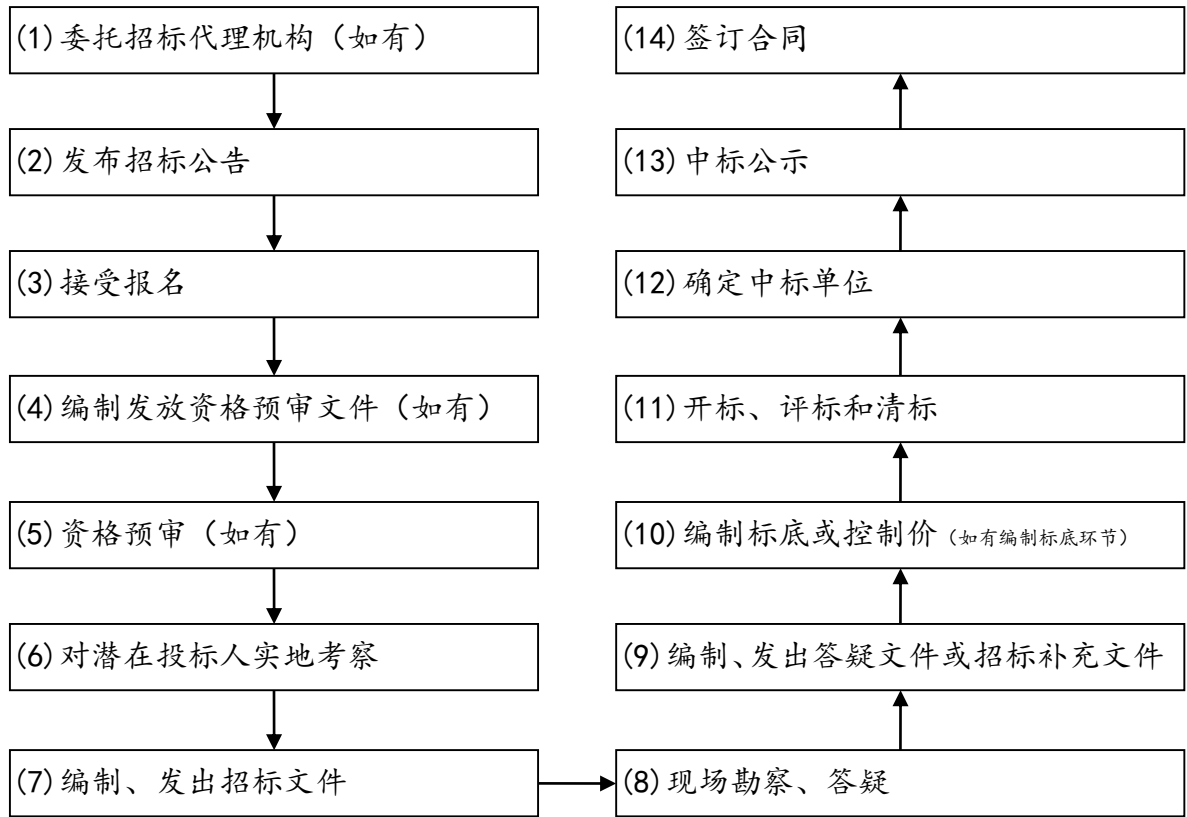 (1)委托招标代理机构（如有）
(2)发布招标公告
(3)接受报名
(4)编制发放资格预审文件（如有）
(5)资格预审（如有）
(6)对潜在投标人实地考察
(7)编制、发出招标文件
(8)现场勘察、答疑
(9)编制、发出答疑文件或招标补充文件
(10)编制标底或控制价（如有编制标底环节）
(11)开标、评标和清标
(12)确定中标单位
(13)中标公示
(14)签订合同